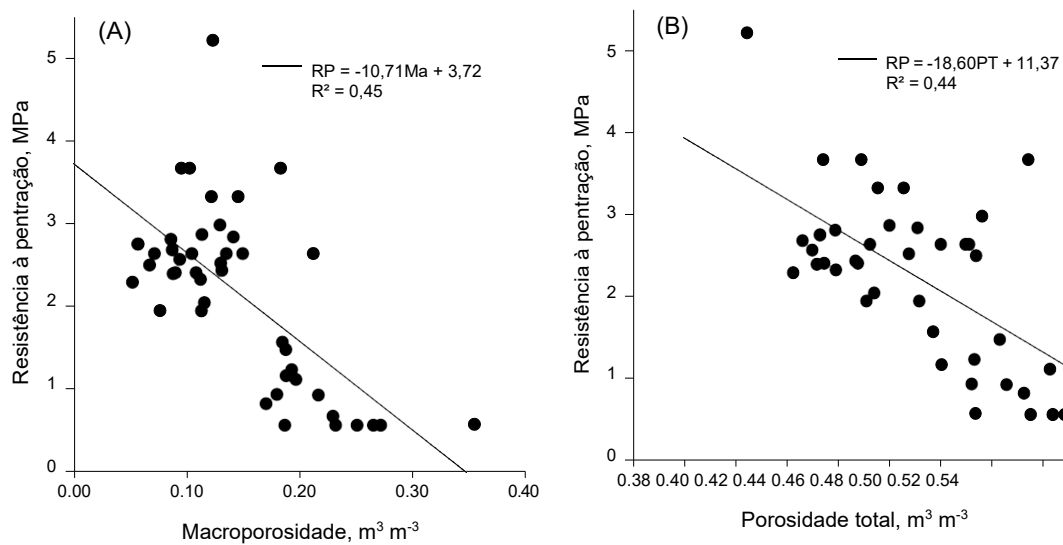 (A)
RP = -10,71Ma + 3,72
R² = 0,45
5
4
3
2
1
0
0.00 0.10 0.20 0.30 0.40
Resistência à pentração, MPa
Macroporosidade, m³ m⁻³
(B)
RP = -18,60PT + 11,37
R² = 0,44
5
4
3
2
1
0
0.38 0.40 0.42 0.44 0.46 0.48 0.52 0.54
Resistência à pentração, MPa
Porosidade total, m³ m⁻³